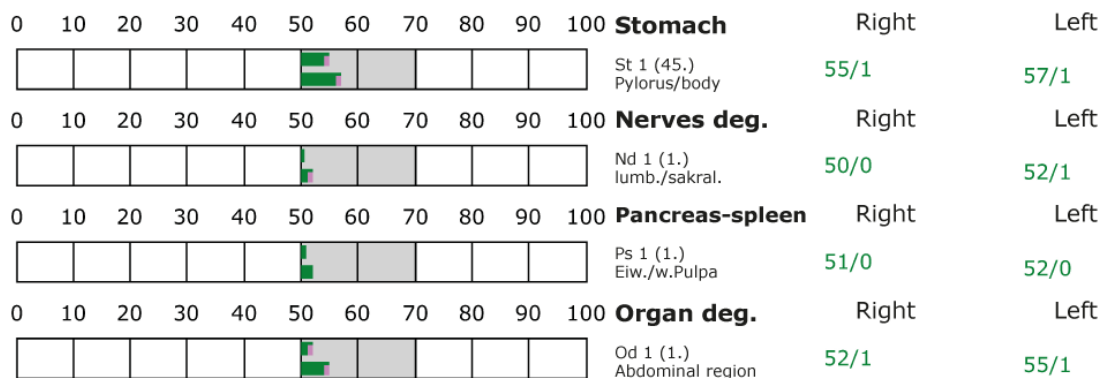 0 10 20 30 40 50 60 70 80 90 100 Stomach Right Left
St 1 (45.)
Pylorus/body
55/1 57/1
0 10 20 30 40 50 60 70 80 90 100 Nerves deg. Right Left
Nd 1 (1.)
lumb./sakral.
50/0 52/1
0 10 20 30 40 50 60 70 80 90 100 Pancreas-spleen Right Left
Ps 1 (1.)
Eiw./w.Pulpa
51/0 52/0
0 10 20 30 40 50 60 70 80 90 100 Organ deg. Right Left
Od 1 (1.)
Abdominal region
52/1 55/1